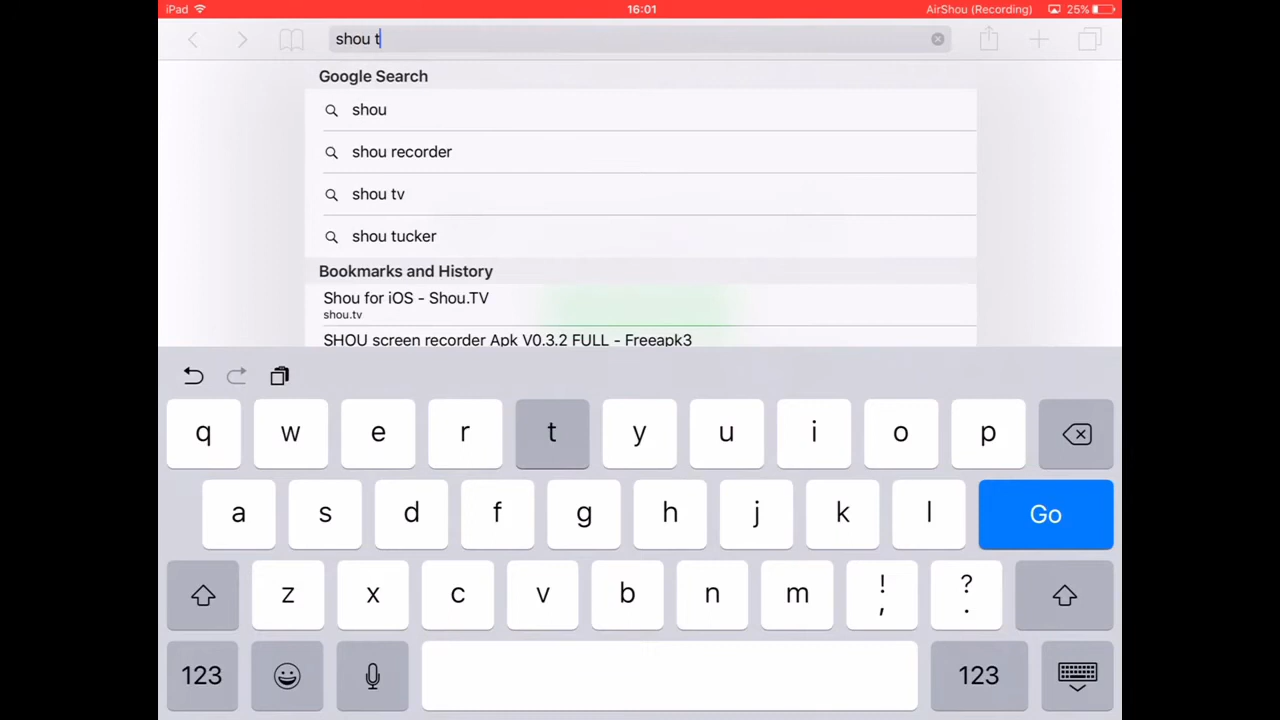 iPad 16:01 AirShou (Recording) 25%
shou t
Google Search
shou
shou recorder
shou tv
shou tucker
Bookmarks and History
Shou for iOS - Shou.TV
shou.tv
SHOU screen recorder Apk V0.3.2 FULL - Freeapk3
q w e r t y u i o p
a s d f g h j k l Go
z x c v b n m ! , ? .
123 123